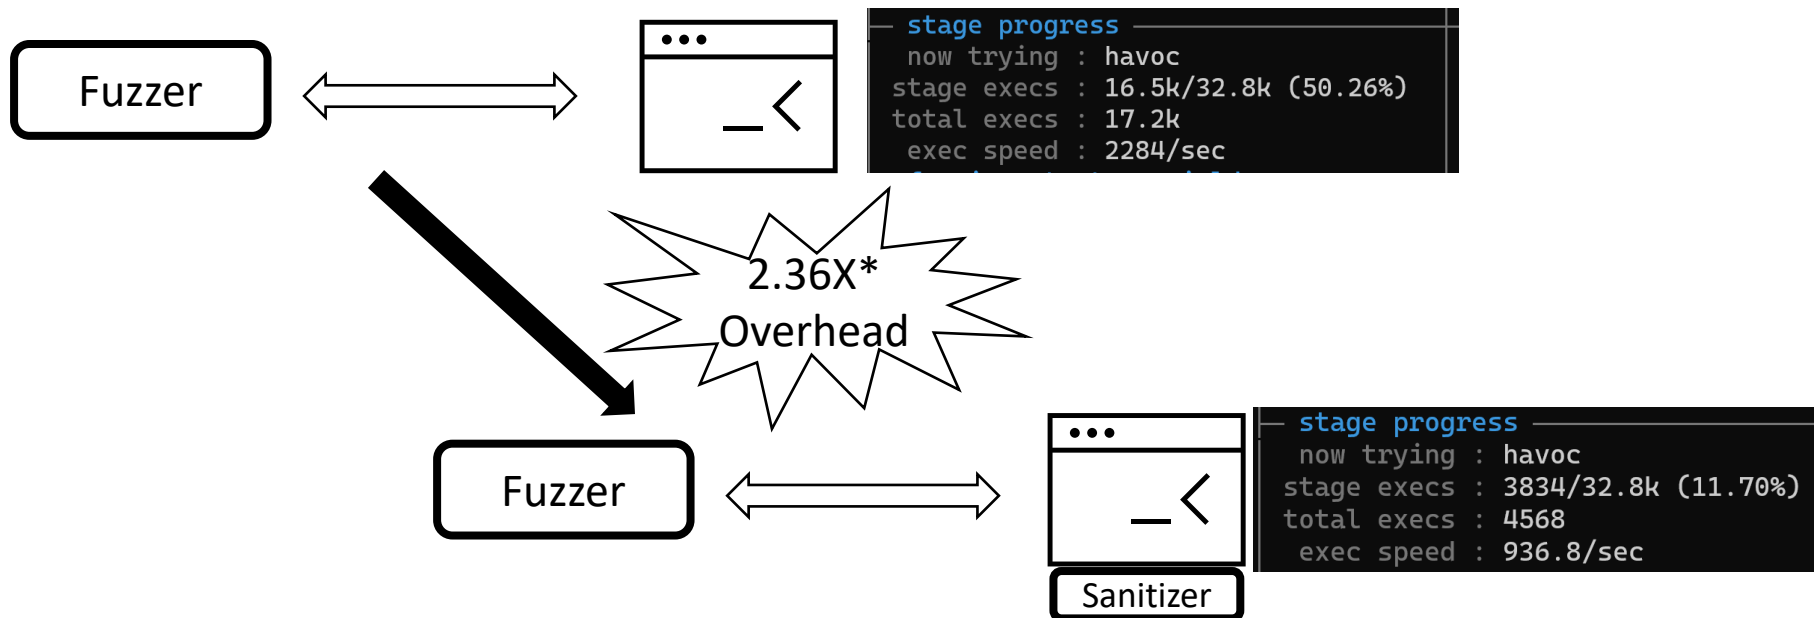 Fuzzer
stage progress
now trying : havoc
stage execs : 16.5k/32.8k (50.26%)
total execs : 17.2k
exec speed : 2284/sec
2.36X*
Overhead
Fuzzer
stage progress
now trying : havoc
stage execs : 3834/32.8k (11.70%)
total execs : 4568
exec speed : 936.8/sec
Sanitizer